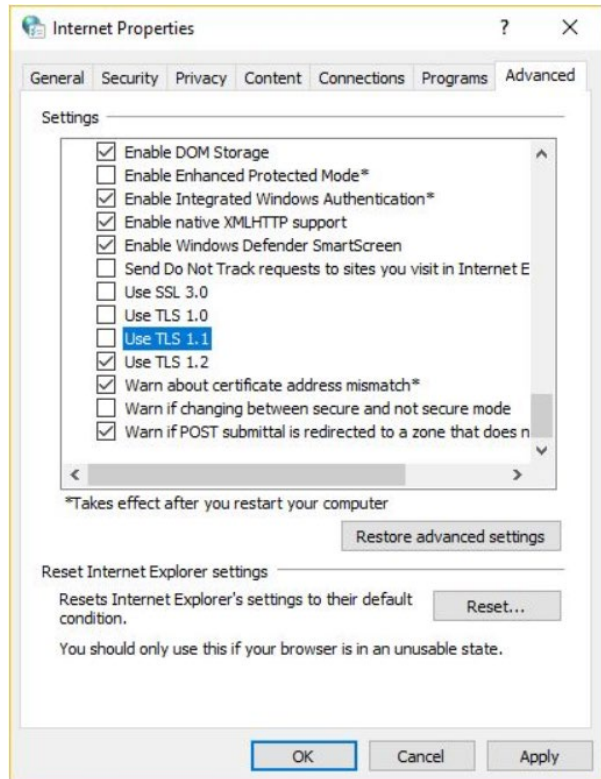 Internet Properties
?
General Security Privacy Content Connections Programs Advanced
Settings
Enable DOM Storage
Enable Enhanced Protected Mode*
Enable Integrated Windows Authentication*
Enable native XMLHTTP support
Enable Windows Defender SmartScreen
Send Do Not Track requests to sites you visit in Internet E
Use SSL 3.0
Use TLS 1.0
Use TLS 1.1
Use TLS 1.2
Warn about certificate address mismatch*
Warn if changing between secure and not secure mode
Warn if POST submittal is redirected to a zone that does n
*Takes effect after you restart your computer
Restore advanced settings
Reset Internet Explorer settings
Resets Internet Explorer's settings to their default
condition.
Reset...
You should only use this if your browser is in an unusable state.
OK Cancel Apply